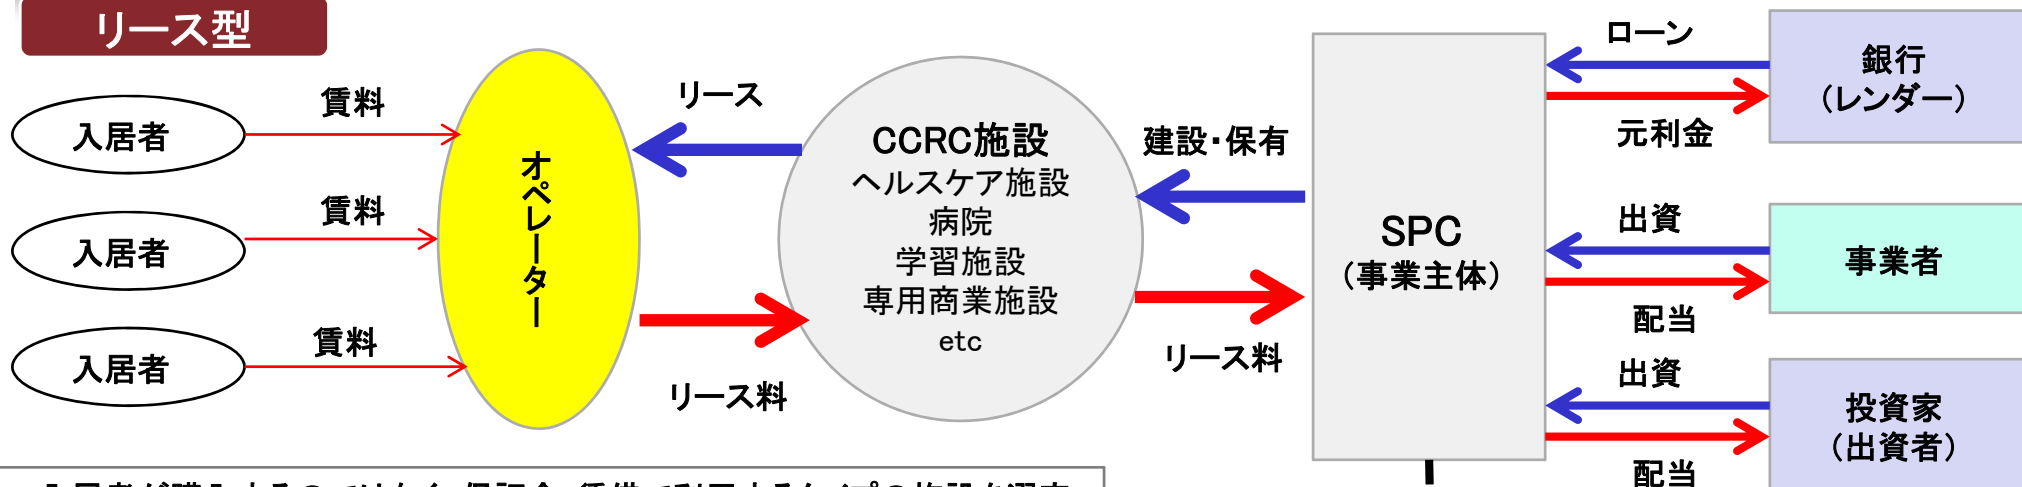 リース型
入居者
賃料
入居者
賃料
入居者
賃料
オペレーター
リース
リース料
CCRC施設
ヘルスケア施設
病院
学習施設
専用商業施設
etc
建設・保有
リース料
SPC
（事業主体）
ローン
元利金
銀行
（レンダー）
出資
配当
事業者
出資
配当
投資家
（出資者）